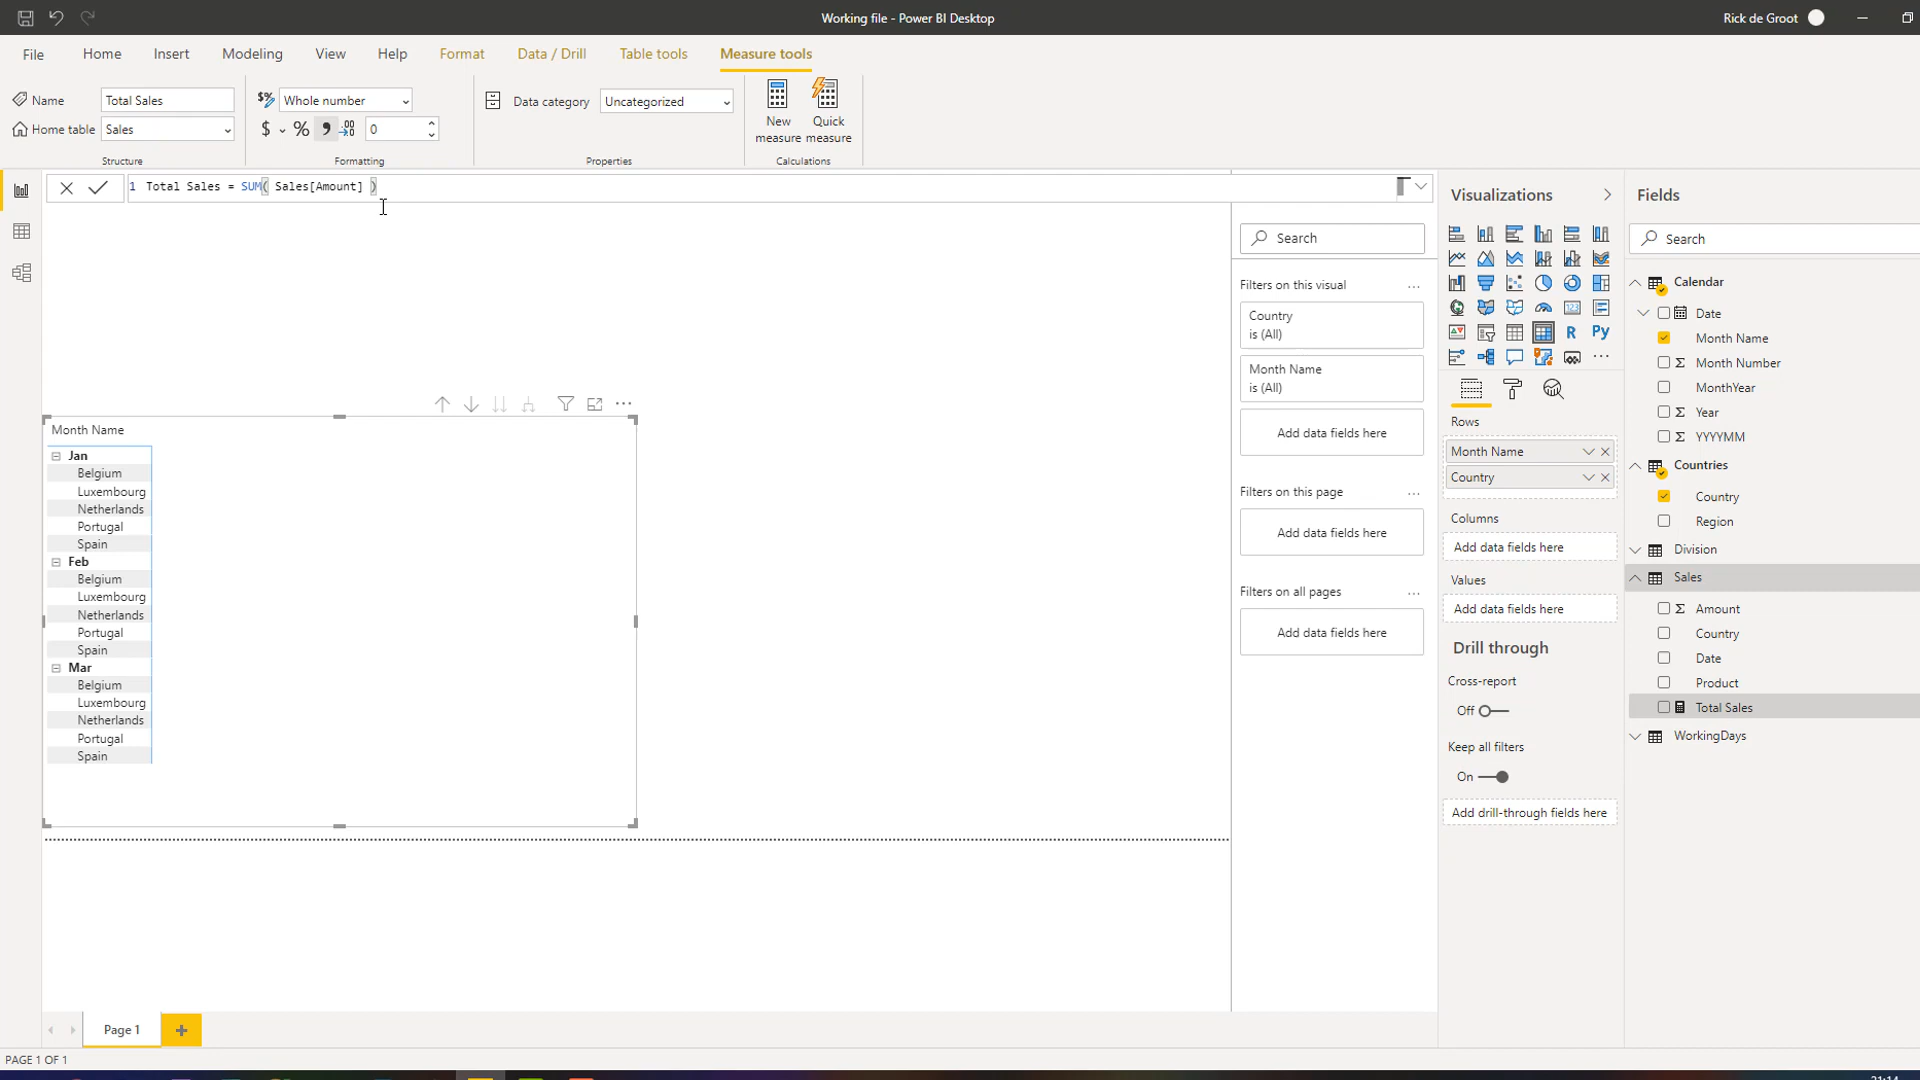 Working file - Power BI Desktop
Rick de Groot
File
Home
Insert
Modeling
View
Help
Format
Data / Drill
Table tools
Measure tools
Name
Total Sales
Home table
Sales
Structure
Whole number
$ % 0
Formatting
Data category
Uncategorized
Properties
New measure
Quick measure
Calculations
1 Total Sales = SUM( Sales[Amount] )
Month Name
Jan
Belgium
Luxembourg
Netherlands
Portugal
Spain
Feb
Belgium
Luxembourg
Netherlands
Portugal
Spain
Mar
Belgium
Luxembourg
Netherlands
Portugal
Spain
Search
Filters on this visual
Country
is (All)
Month Name
is (All)
Add data fields here
Filters on this page
Add data fields here
Filters on all pages
Add data fields here
Visualizations
R
Py
123
Rows
Month Name
Country
Columns
Add data fields here
Values
Add data fields here
Drill through
Cross-report
Off
Keep all filters
On
Add drill-through fields here
Fields
Search
Calendar
Date
Month Name
Month Number
MonthYear
Year
YYYYMM
Countries
Country
Region
Division
Sales
Amount
Country
Date
Product
Total Sales
WorkingDays
Page 1
PAGE 1 OF 1